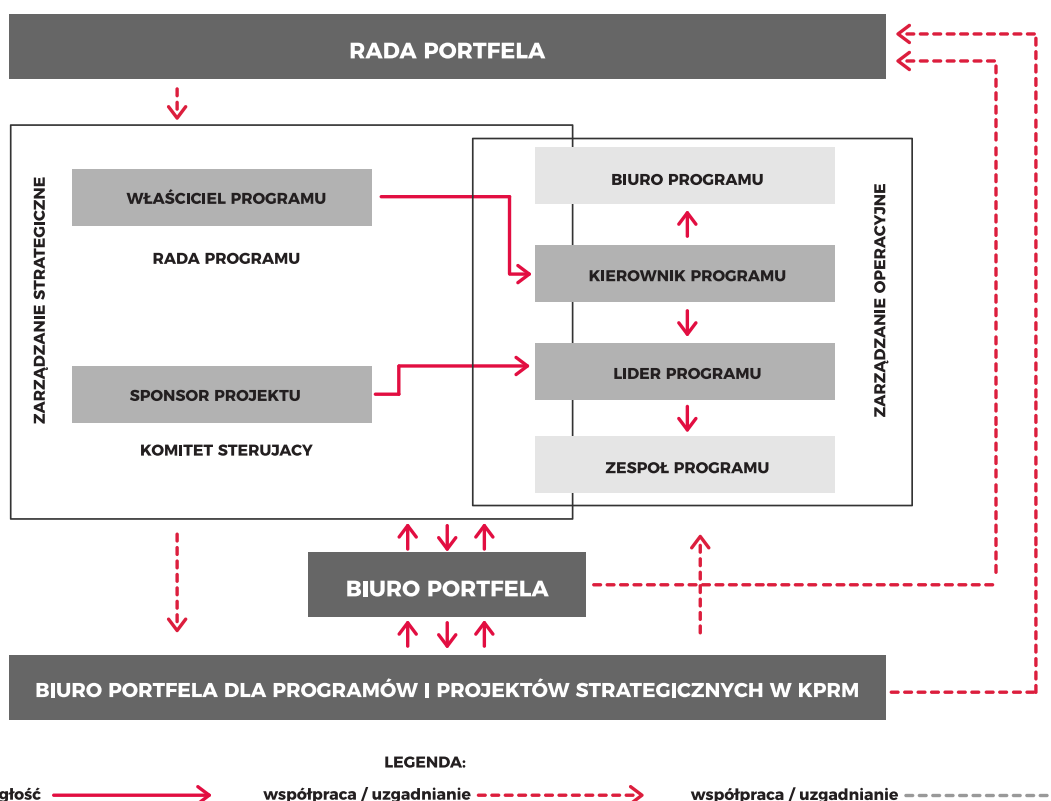 RADA PORTFELA
ZARZĄDZANIE STRATEGICZNE
WŁAŚCICIEL PROGRAMU
RADA PROGRAMU
SPONSOR PROJEKTU
KOMITET STERUJACY
BIURO PROGRAMU
KIEROWNIK PROGRAMU
LIDER PROGRAMU
ZESPOŁ PROGRAMU
ZARZĄDZANIE OPERACYJNE
BIURO PORTFELA
BIURO PORTFELA DLA PROGRAMÓW I PROJEKTÓW STRATEGICZNYCH W KPRM
LEGENDA:
współpraca / uzgadnianie
współpraca / uzgadnianie